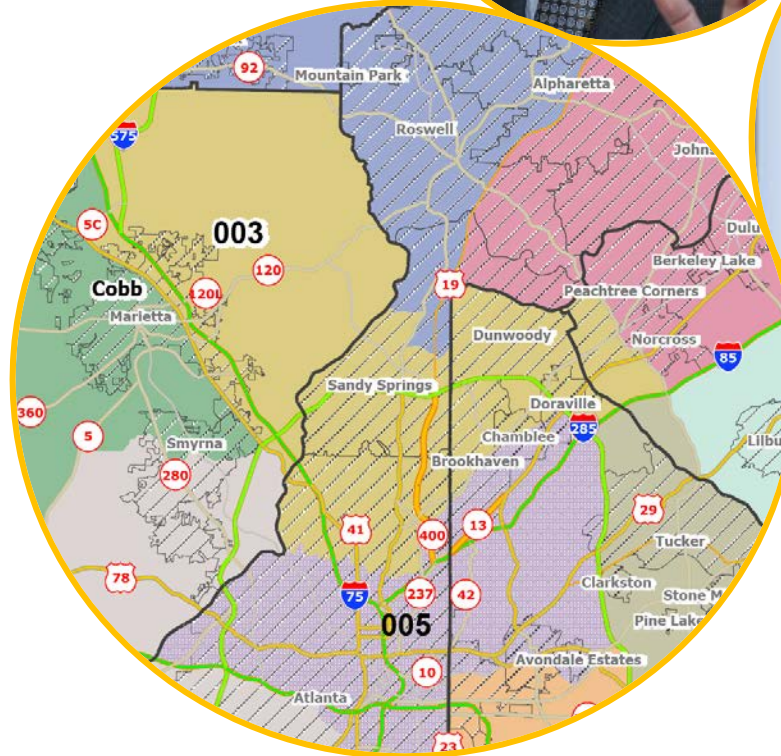 92
Mountain Park
Alpharetta
Roswell
575
Johns
5C
003
Dulu
120
Berkeley Lake
Cobb
120L
19
Peachtree Corners
Marietta
Dunwoody
Norcross
85
Sandy Springs
360
Doraville
5
Chamblee
285
Smyrna
Lilbu
Brookhaven
280
29
41
400
13
Tucker
78
Clarkston
75
237
42
Stone M
005
Pine Lake
Avondale Estates
10
Atlanta
23